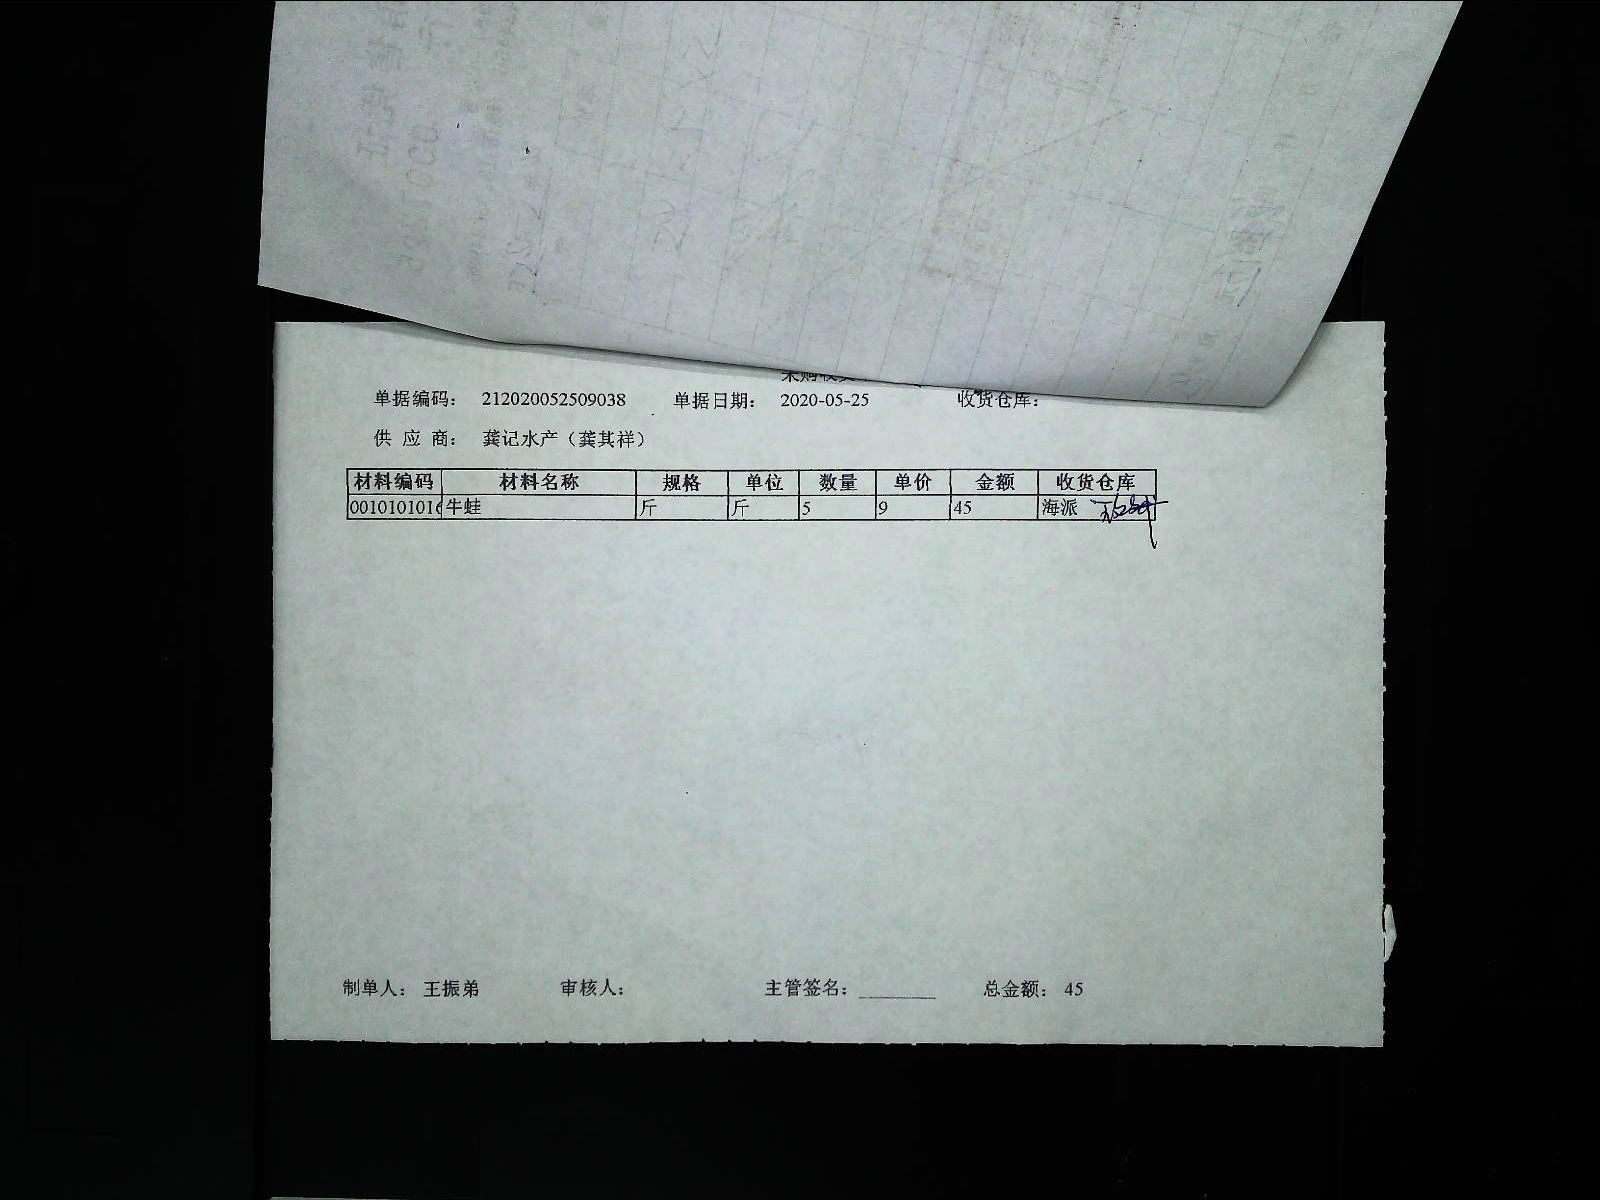 单据编码： 212020052509038 单据日期： 2020-05-25 收货仓库：
供 应 商： 龚记水产（龚其祥）
材料编码 材料名称 规格 单位 数量 单价 金额 收货仓库
0010101016 牛蛙 斤 斤 5 9 45 海派
制单人： 王振弟 审核人： 主管签名： ________ 总金额： 45